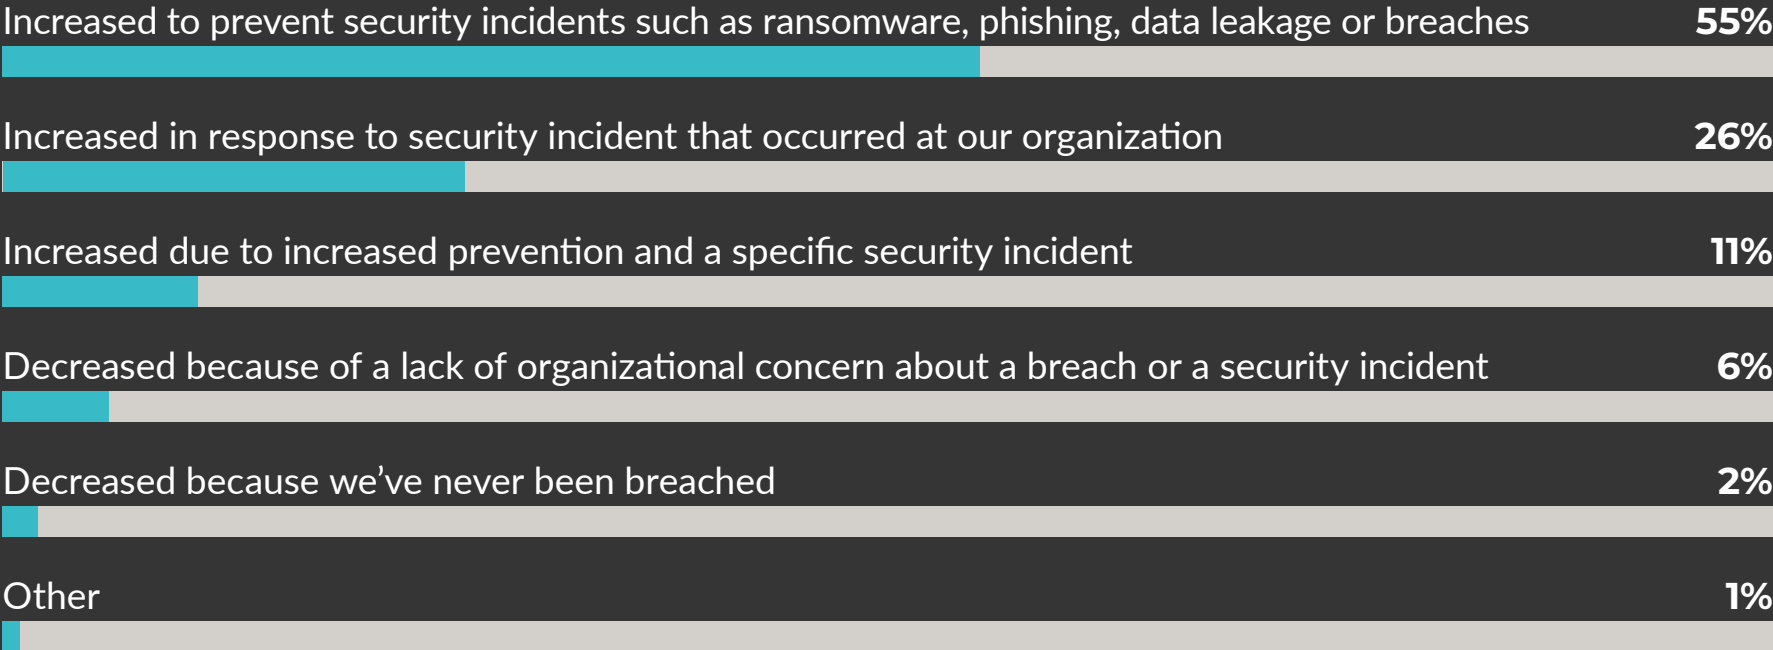 Increased to prevent security incidents such as ransomware, phishing, data leakage or breaches 55%
Increased in response to security incident that occurred at our organization 26%
Increased due to increased prevention and a specific security incident 11%
Decreased because of a lack of organizational concern about a breach or a security incident 6%
Decreased because we’ve never been breached 2%
Other 1%